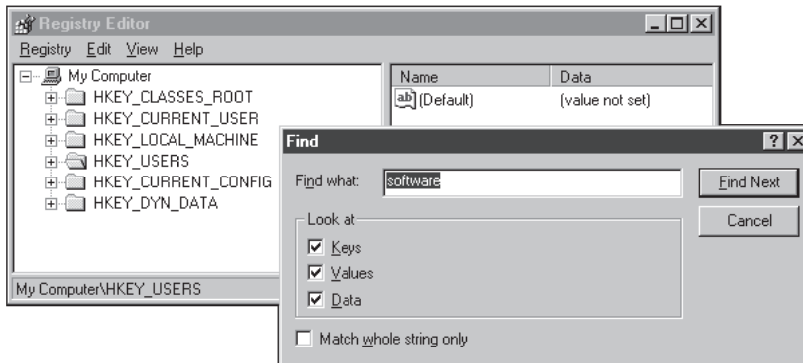 Registry Editor
Registry Edit View Help
My Computer
HKEY_CLASSES_ROOT
HKEY_CURRENT_USER
HKEY_LOCAL_MACHINE
HKEY_USERS
HKEY_CURRENT_CONFIG
HKEY_DYN_DATA
Name Data
ab (Default) (value not set)
My Computer\HKEY_USERS
Find
Find what: software
Find Next
Cancel
Look at
Keys
Values
Data
Match whole string only